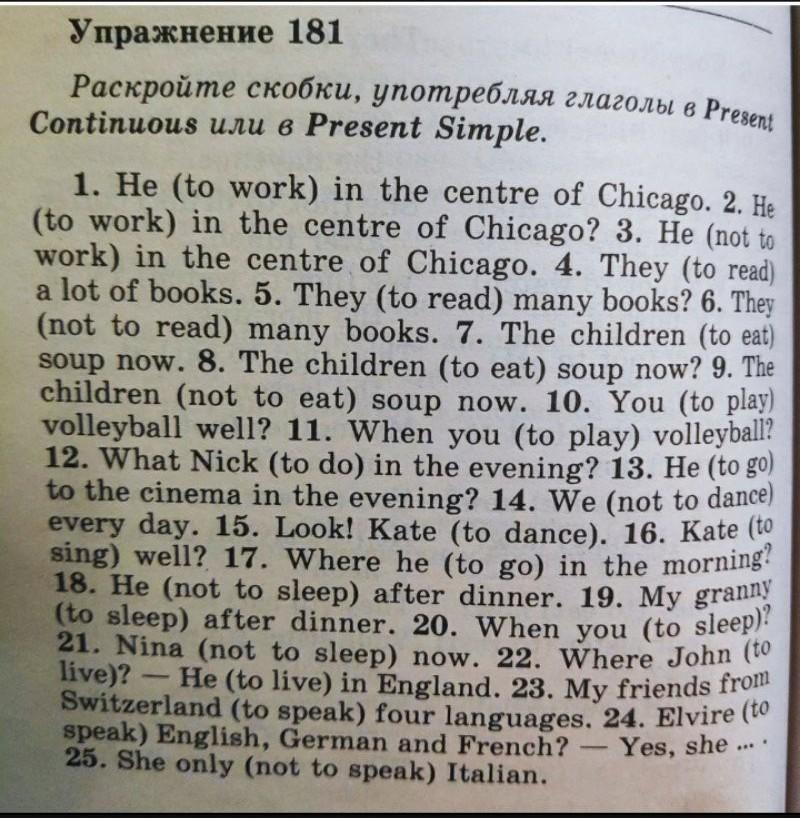 Упражнение 181
Раскройте скобки, употребляя глаголы в Present
Continuous или в Present Simple.
1. He (to work) in the centre of Chicago. 2. He
(to work) in the centre of Chicago? 3. He (not to
work) in the centre of Chicago. 4. They (to read)
a lot of books. 5. They (to read) many books? 6. They
(not to read) many books. 7. The children (to eat)
soup now. 8. The children (to eat) soup now? 9. The
children (not to eat) soup now. 10. You (to play)
volleyball well? 11. When you (to play) volleyball?
12. What Nick (to do) in the evening? 13. He (to go)
to the cinema in the evening? 14. We (not to dance)
every day. 15. Look! Kate (to dance). 16. Kate (to
sing) well? 17. Where he (to go) in the morning?
18. He (not to sleep) after dinner. 19. My granny
(to sleep) after dinner. 20. When you (to sleep)?
21. Nina (not to sleep) now. 22. Where John (to
live)? — He (to live) in England. 23. My friends from
Switzerland (to speak) four languages. 24. Elvire (to
speak) English, German and French? — Yes, she ... .
25. She only (not to speak) Italian.